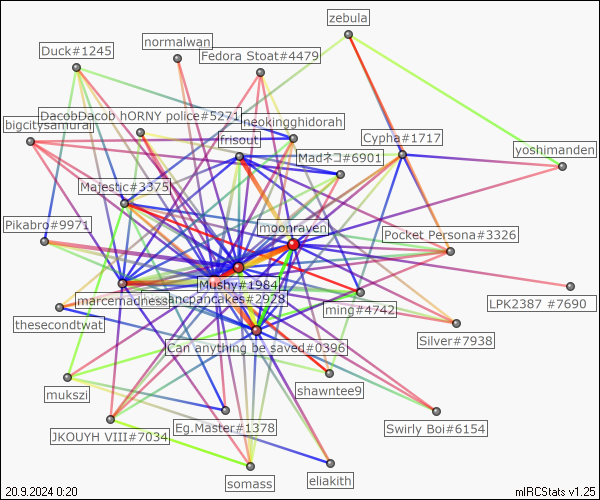 zebula
normalwan
Duck#1245
Fedora Stoat#4479
DacobDacob hORNY police#5271
neokingghidorah
bigcitysamurai
frisout
Cypha#1717
yoshimanden
Madネコ#6901
Majestic#3375
Pikabro#9971
moonraven
Pocket Persona#3326
Mushy#1984
marcemadness
ancpancakes#2928
LPK2387 #7690
ming#4742
thesecondtwat
Can anything be saved#0396
Silver#7938
mukszi
shawntee9
JKOUYH VIII#7034
Eg.Master#1378
Swirly Boi#6154
somass
eliakith
20.9.2024 0:20
mIRCStats v1.25